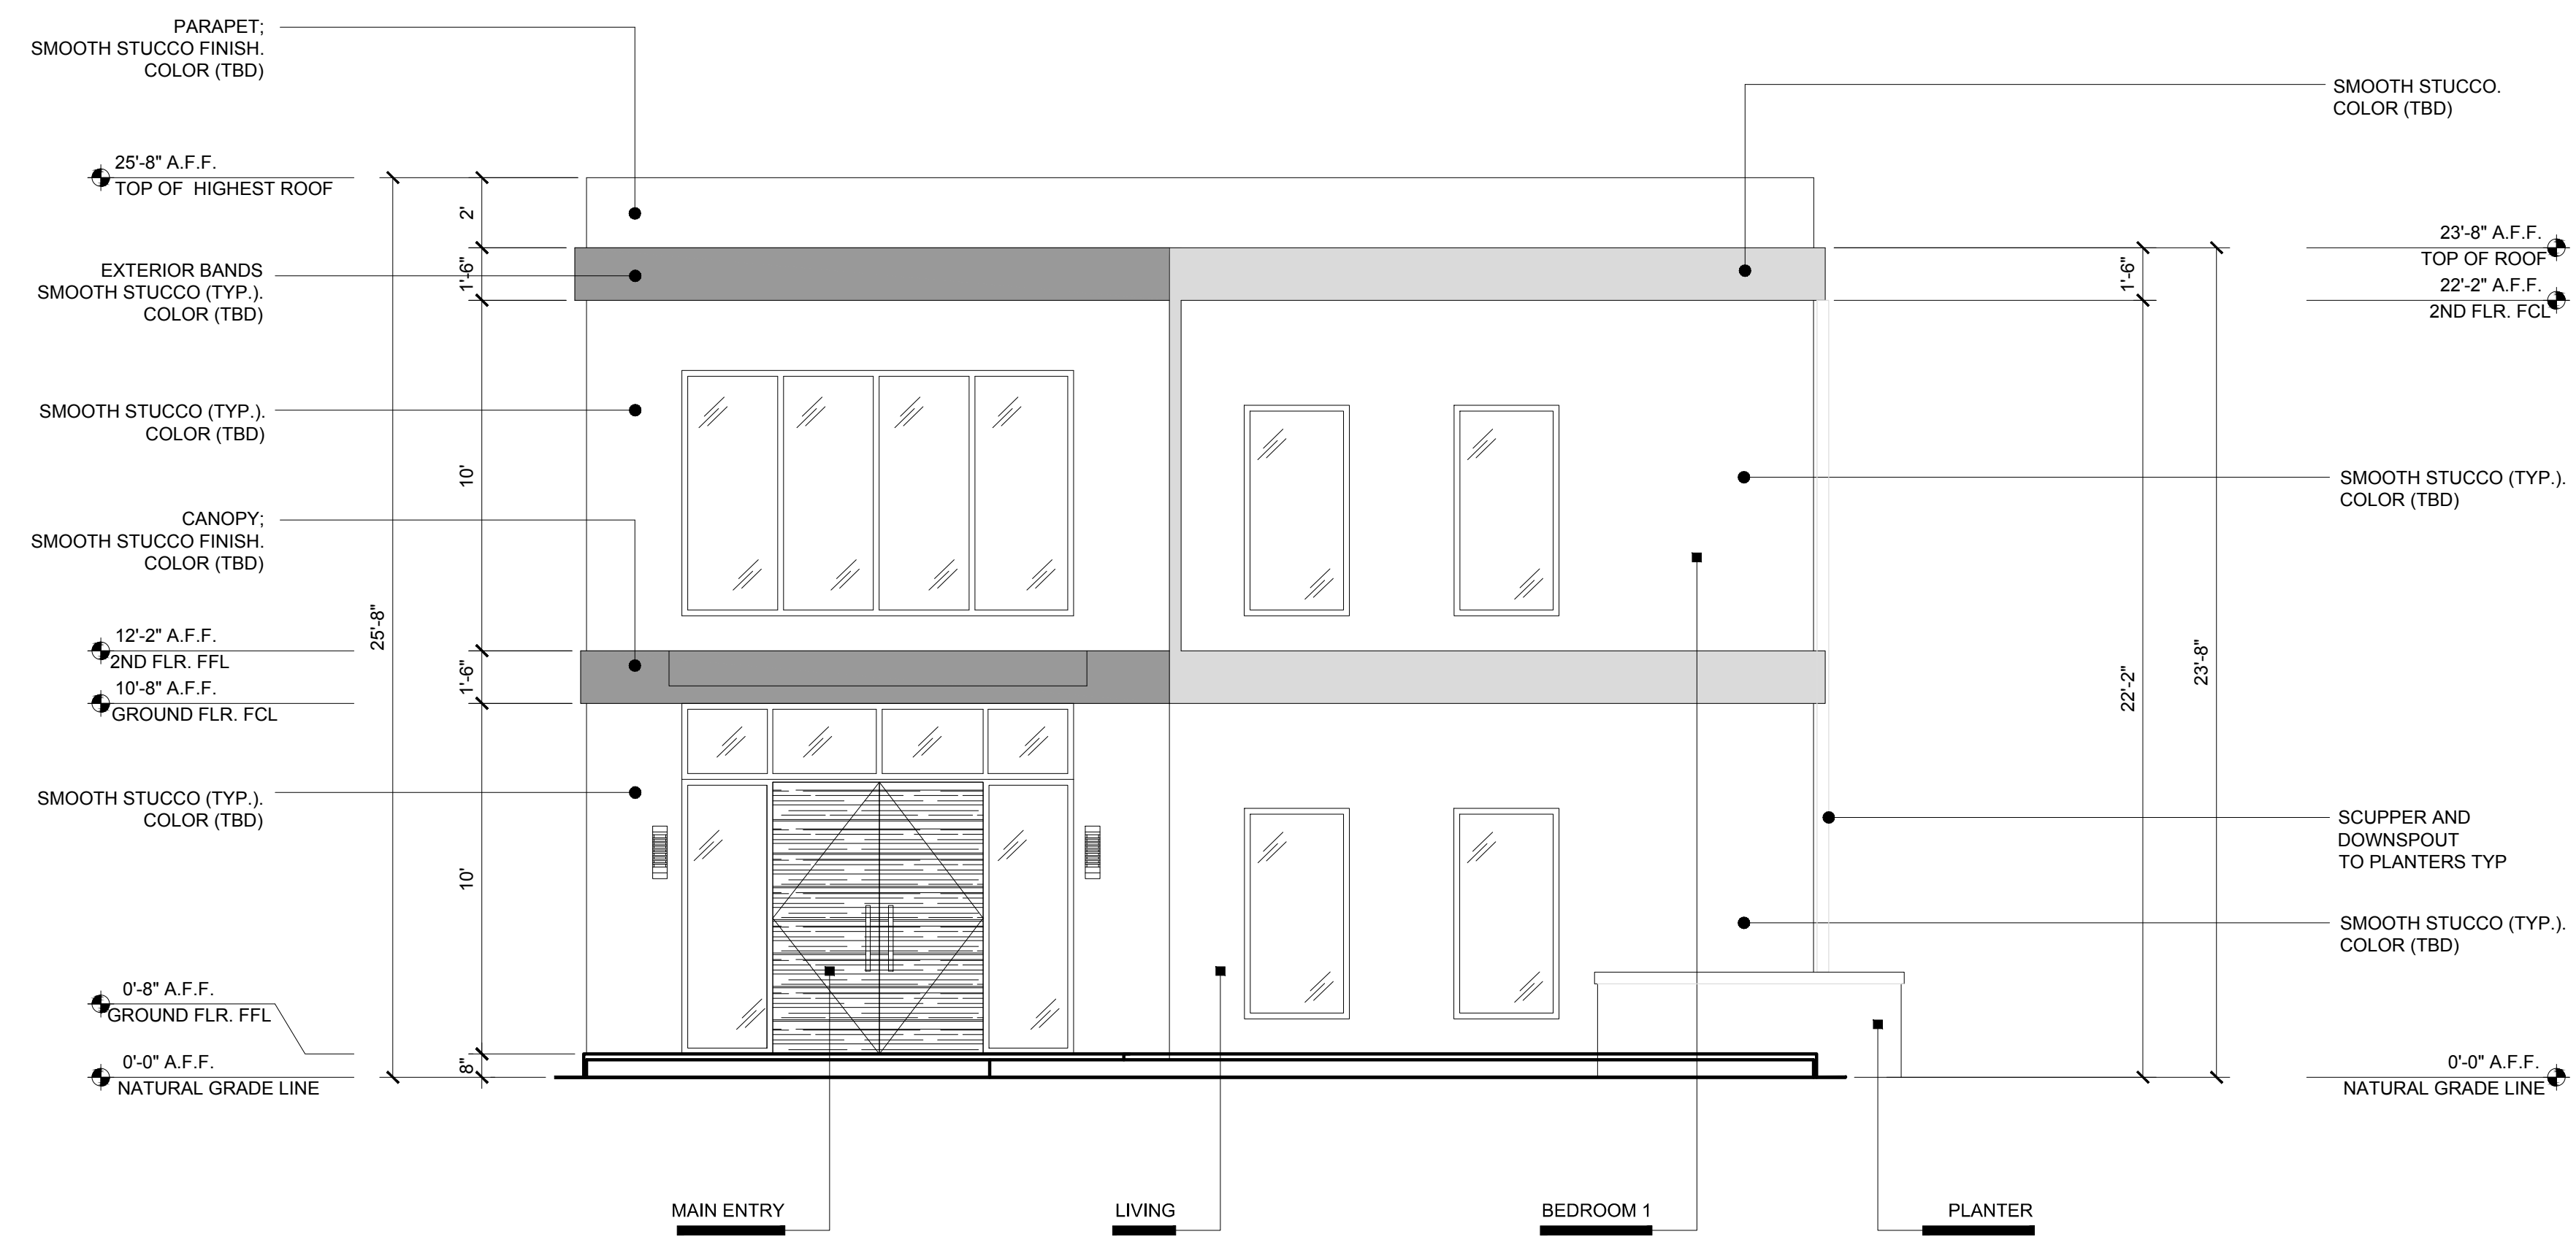 PARAPET;
SMOOTH STUCCO FINISH.
COLOR (TBD)
SMOOTH STUCCO.
COLOR (TBD)
25'-8" A.F.F.
TOP OF HIGHEST ROOF
2'
23'-8" A.F.F.
TOP OF ROOF
EXTERIOR BANDS
SMOOTH STUCCO (TYP.).
COLOR (TBD)
1'-6"
1'-6"
22'-2" A.F.F.
2ND FLR. FCL
SMOOTH STUCCO (TYP.).
COLOR (TBD)
10'
SMOOTH STUCCO (TYP.).
COLOR (TBD)
CANOPY;
SMOOTH STUCCO FINISH.
COLOR (TBD)
25'-8"
12'-2" A.F.F.
2ND FLR. FFL
1'-6"
22'-2"
23'-8"
10'-8" A.F.F.
GROUND FLR. FCL
SMOOTH STUCCO (TYP.).
COLOR (TBD)
10'
SCUPPER AND
DOWNSPOUT
TO PLANTERS TYP
SMOOTH STUCCO (TYP.).
COLOR (TBD)
0'-8" A.F.F.
GROUND FLR. FFL
8"
0'-0" A.F.F.
NATURAL GRADE LINE
0'-0" A.F.F.
NATURAL GRADE LINE
MAIN ENTRY
LIVING
BEDROOM 1
PLANTER